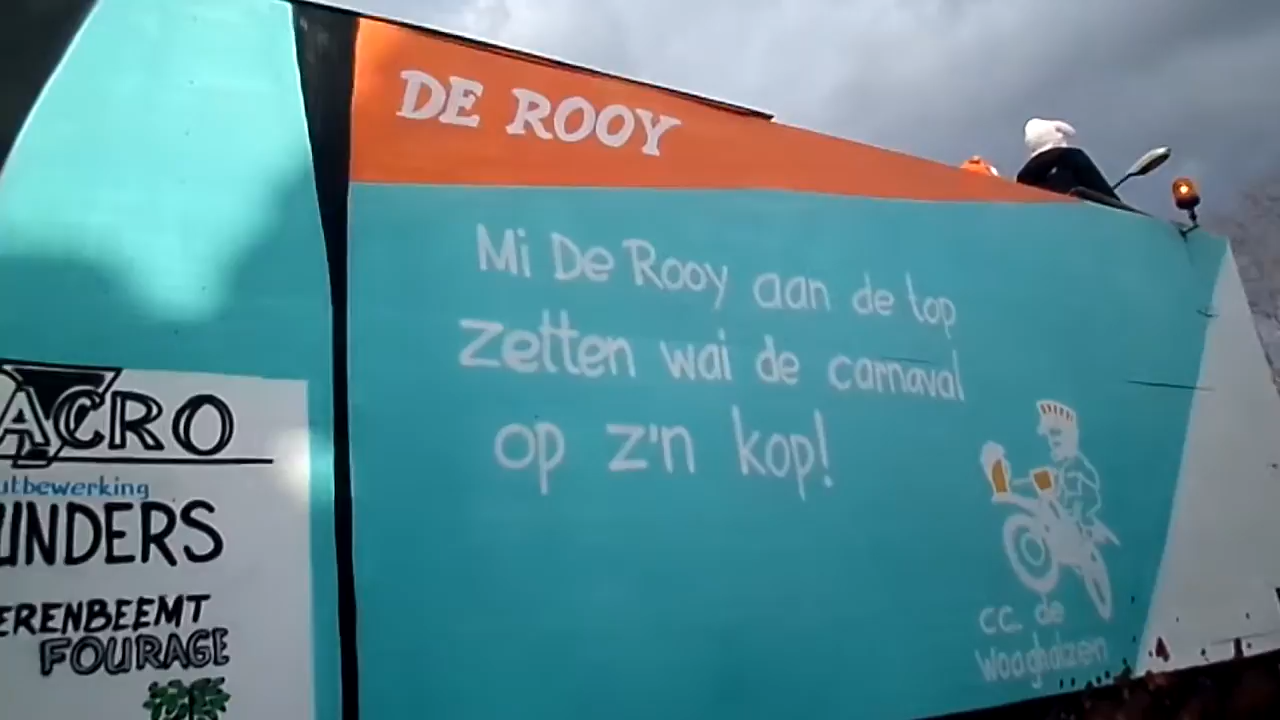 DE ROOY
Mi De Rooy aan de top
zetten wai de carnaval
op z'n kop!
cc. de
Waaghalzen
ACRO
utbewerking
UNDERS
ERENBEEMT
FOURAGE